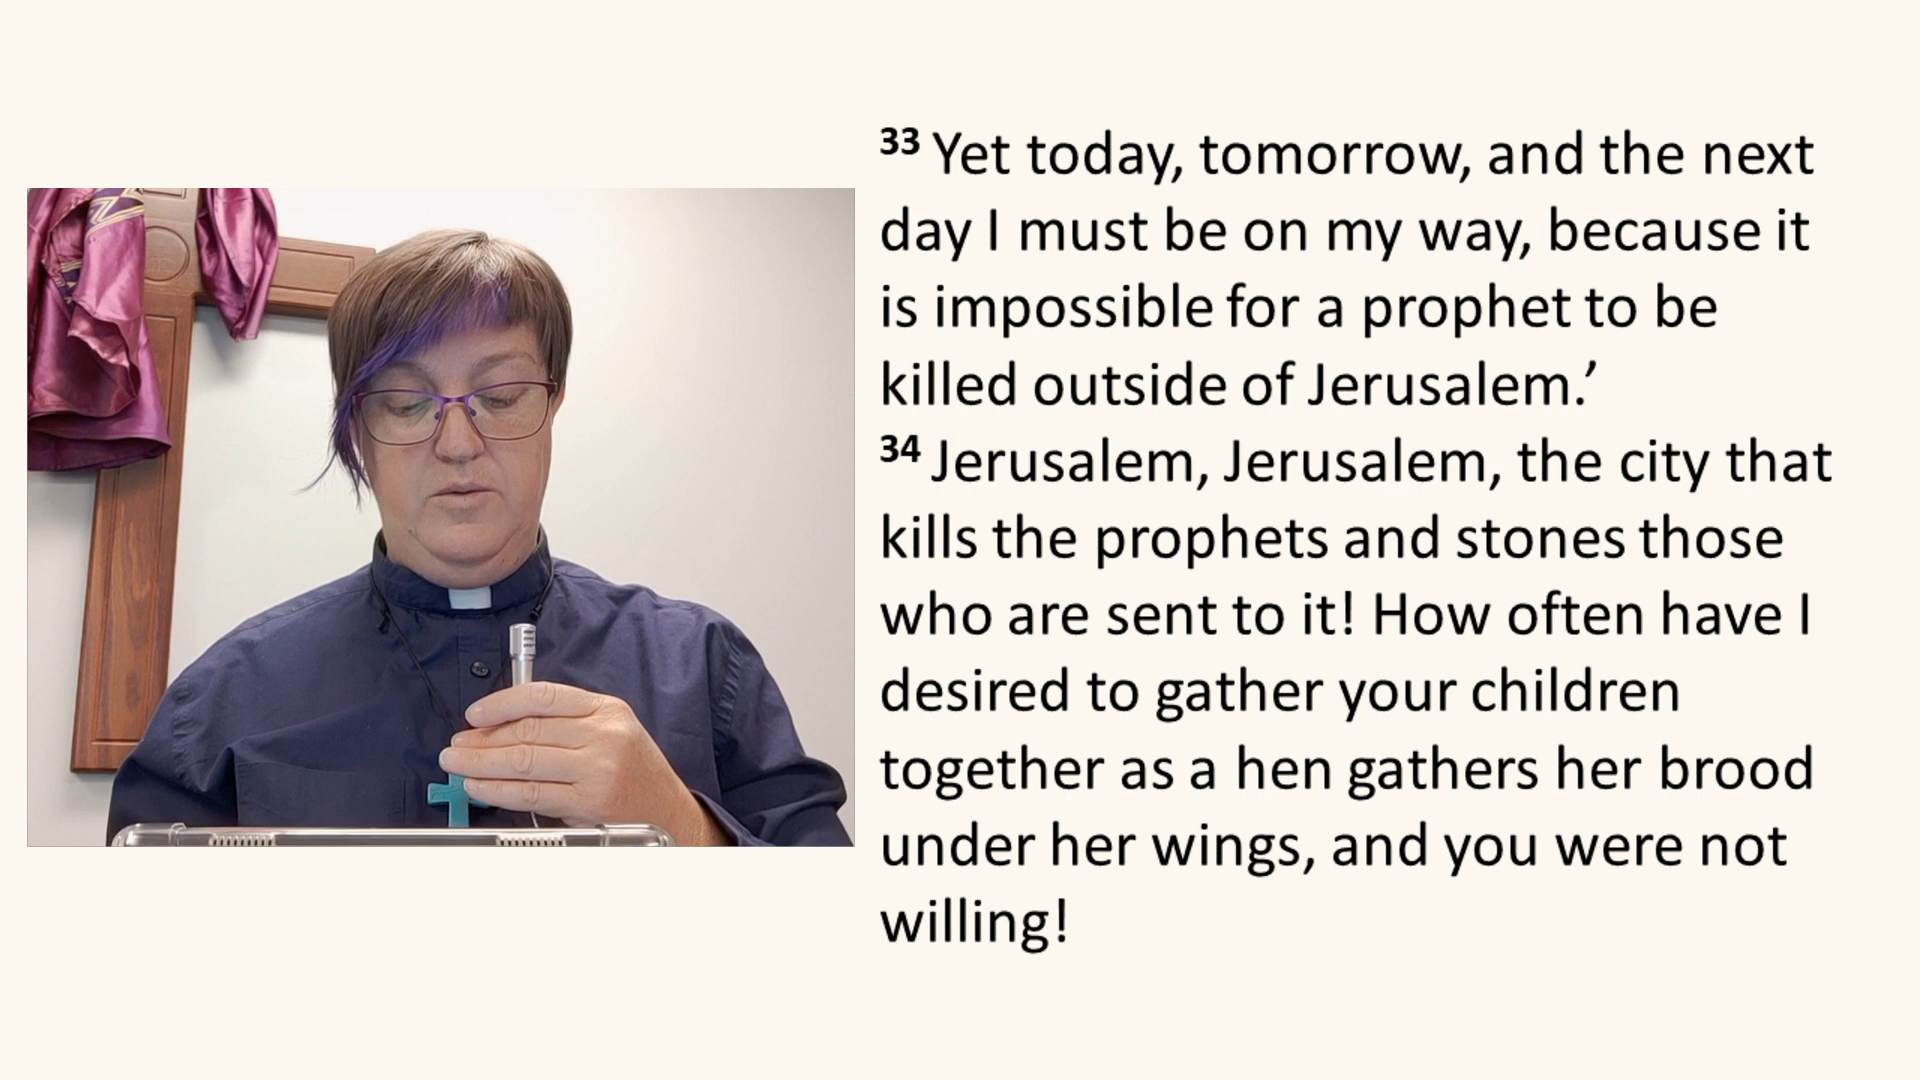 33 Yet today, tomorrow, and the next
day I must be on my way, because it
is impossible for a prophet to be
killed outside of Jerusalem.’
34 Jerusalem, Jerusalem, the city that
kills the prophets and stones those
who are sent to it! How often have I
desired to gather your children
together as a hen gathers her brood
under her wings, and you were not
willing!